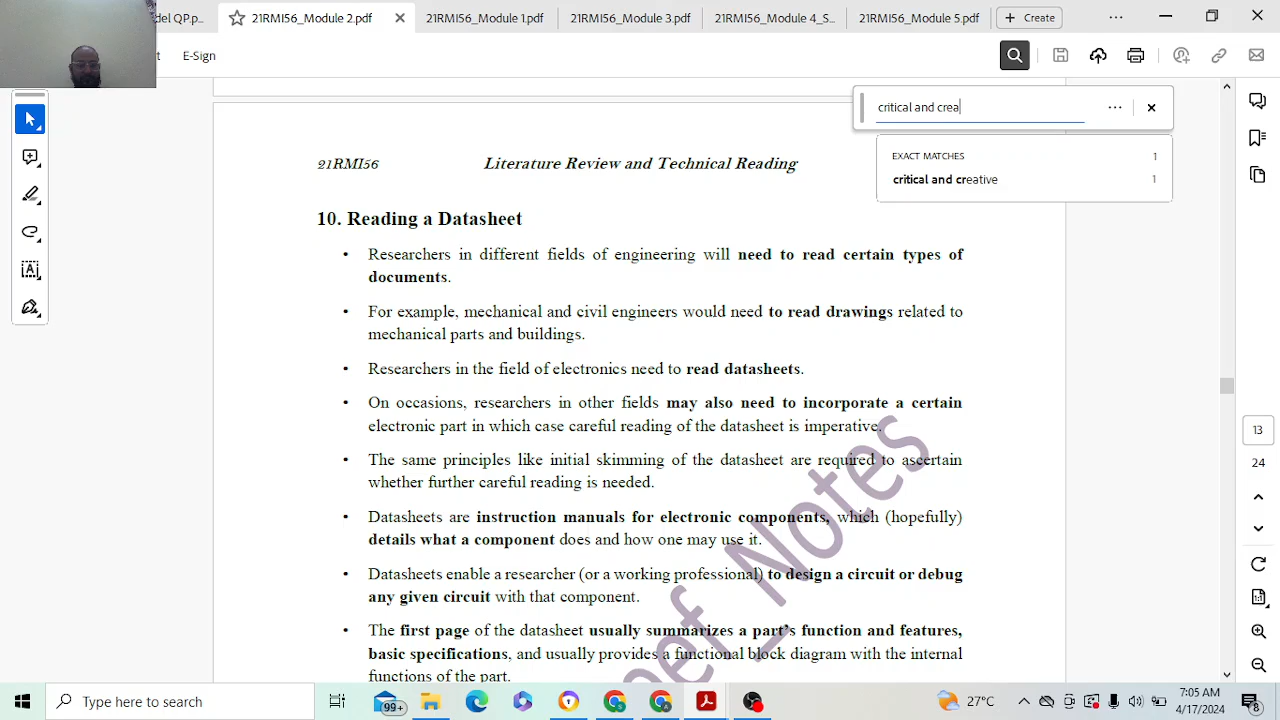 del QP.p...
21RMI56_Module 2.pdf
21RMI56_Module 1.pdf
21RMI56_Module 3.pdf
21RMI56_Module 4_S...
21RMI56_Module 5.pdf
Create
E-Sign
critical and crea
EXACT MATCHES 1
critical and creative 1
21RMI56 Literature Review and Technical Reading
10. Reading a Datasheet
• Researchers in different fields of engineering will need to read certain types of
documents.
• For example, mechanical and civil engineers would need to read drawings related to
mechanical parts and buildings.
• Researchers in the field of electronics need to read datasheets.
• On occasions, researchers in other fields may also need to incorporate a certain
electronic part in which case careful reading of the datasheet is imperative.
• The same principles like initial skimming of the datasheet are required to ascertain
whether further careful reading is needed.
• Datasheets are instruction manuals for electronic components, which (hopefully)
details what a component does and how one may use it.
• Datasheets enable a researcher (or a working professional) to design a circuit or debug
any given circuit with that component.
• The first page of the datasheet usually summarizes a part's function and features,
basic specifications, and usually provides a functional block diagram with the internal
functions of the part.
eef_Notes
13
24
99+
Type here to search
27°C
7:05 AM
4/17/2024
8